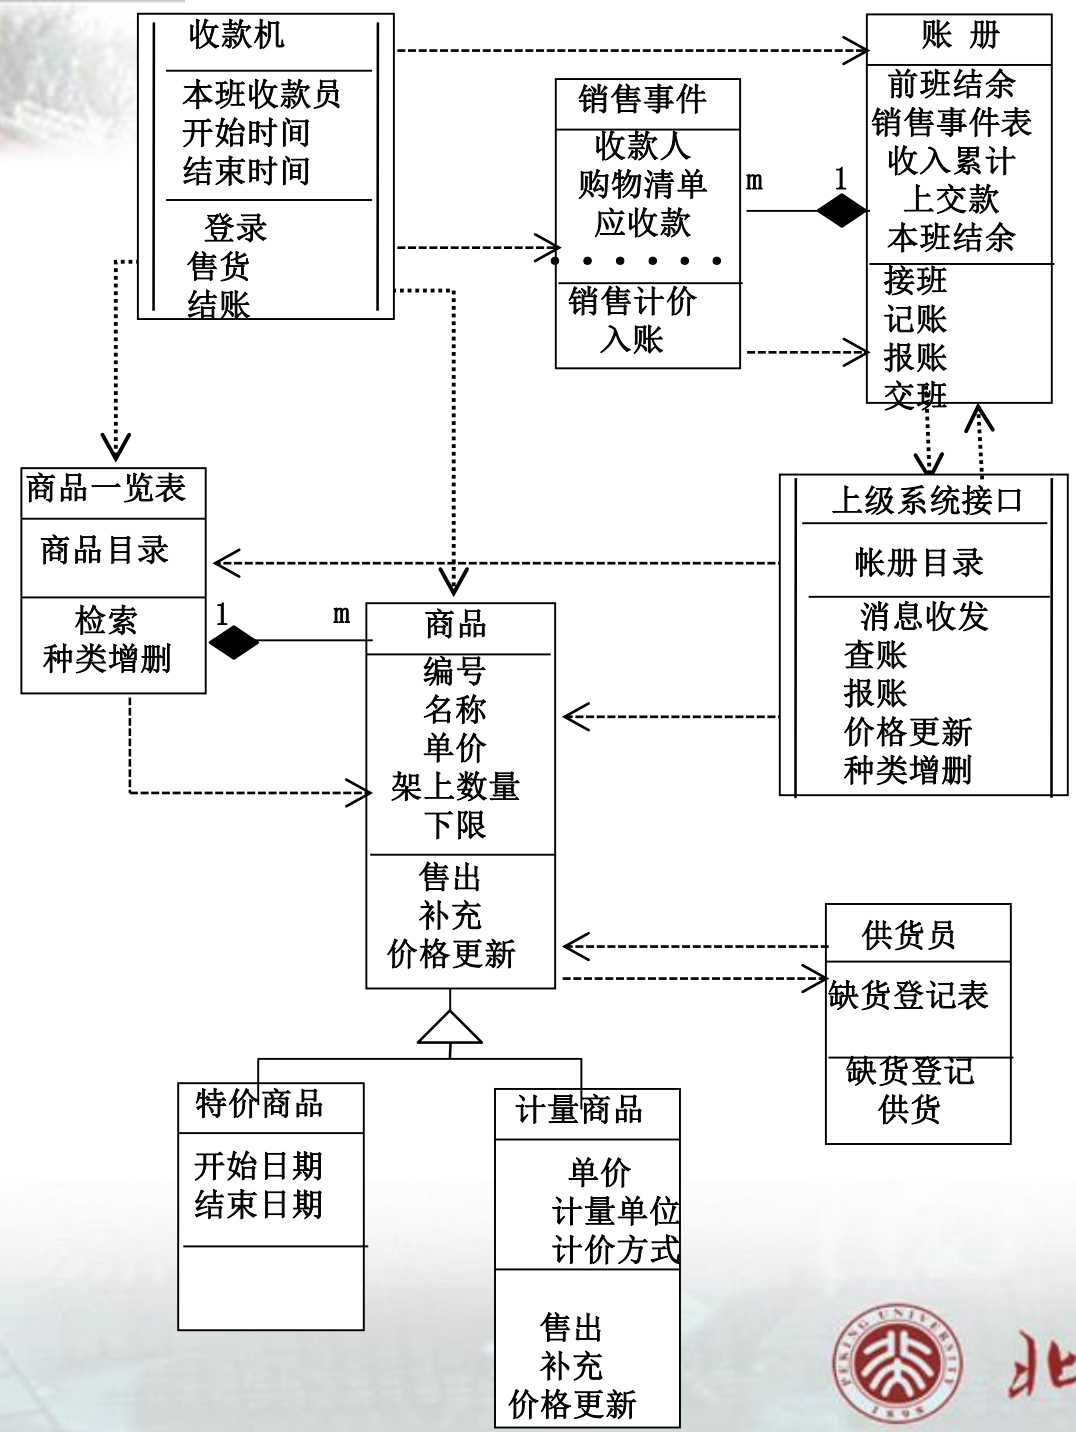 收款机
本班收款员
开始时间
结束时间
登录
售货
结账
销售事件
收款人
购物清单
应收款
• • • • • •
销售计价
入账
m
1
账 册
前班结余
销售事件表
收入累计
上交款
本班结余
接班
记账
报账
交班
商品一览表
商品目录
检索
种类增删
1
m
商品
编号
名称
单价
架上数量
下限
售出
补充
价格更新
上级系统接口
帐册目录
消息收发
查账
报账
价格更新
种类增删
供货员
缺货登记表
缺货登记
供货
特价商品
开始日期
结束日期
计量商品
单价
计量单位
计价方式
售出
补充
价格更新
PEKING UNIVERSITY
1898
北